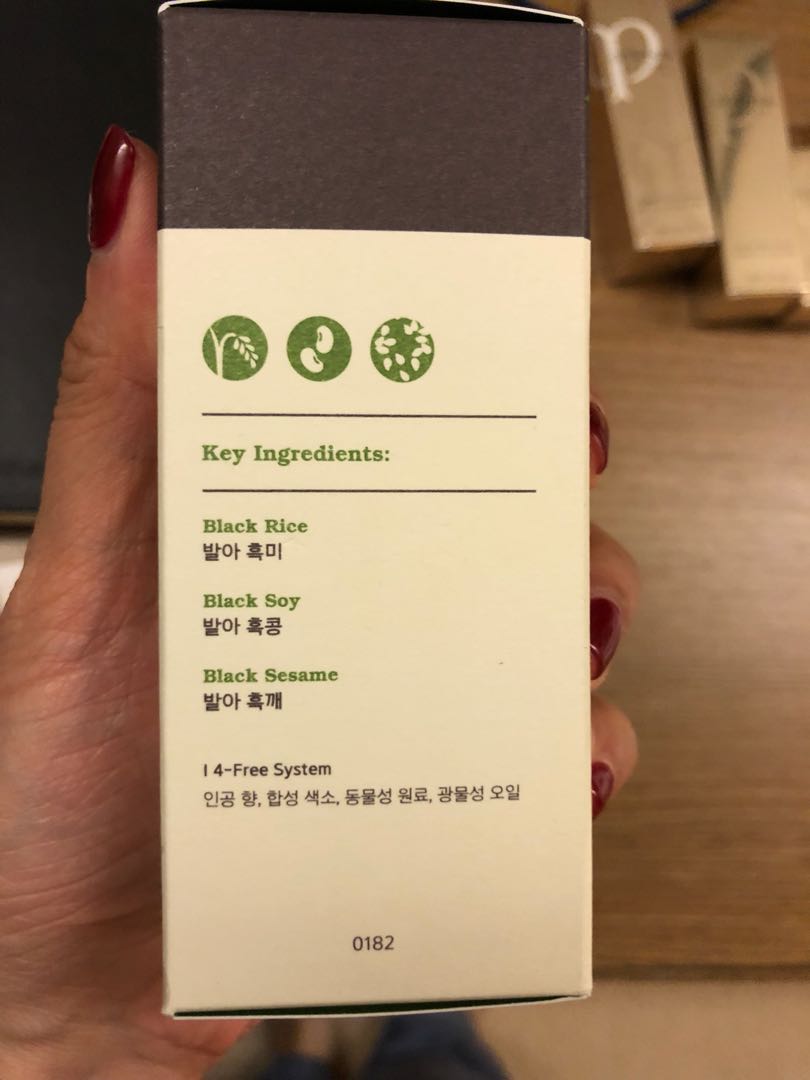 Key Ingredients:
Black Rice
발아 흑미
Black Soy
발아 흑콩
Black Sesame
발아 흑깨
I 4-Free System
인공 향, 합성 색소, 동물성 원료, 광물성 오일
0182